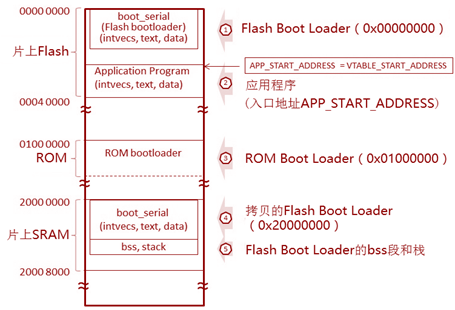 0000 0000
boot_serial
(Flash bootloader)
(intvecs, text, data)
① Flash Boot Loader（0x00000000）
片上Flash
Application Program
(intvecs, text, data)
APP_START_ADDRESS = VTABLE_START_ADDRESS
② 应用程序
(入口地址APP_START_ADDRESS)
0004 0000
0100 0000
ROM
ROM bootloader
③ ROM Boot Loader（0x01000000）
2000 0000
boot_serial
(intvecs, text, data)
④ 拷贝的Flash Boot Loader
（0x20000000）
片上SRAM
bss, stack
⑤ Flash Boot Loader的bss段和栈
2000 8000